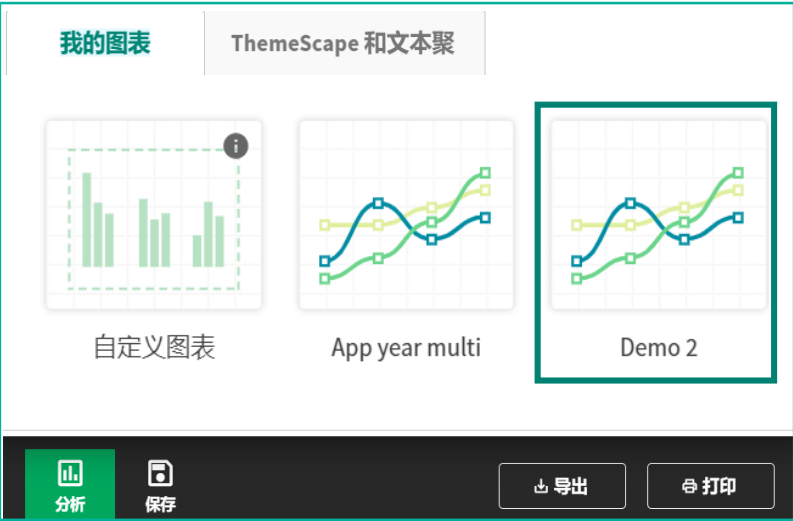 我的图表
ThemeScape 和文本聚
自定义图表
App year multi
Demo 2
分析
保存
导出
打印